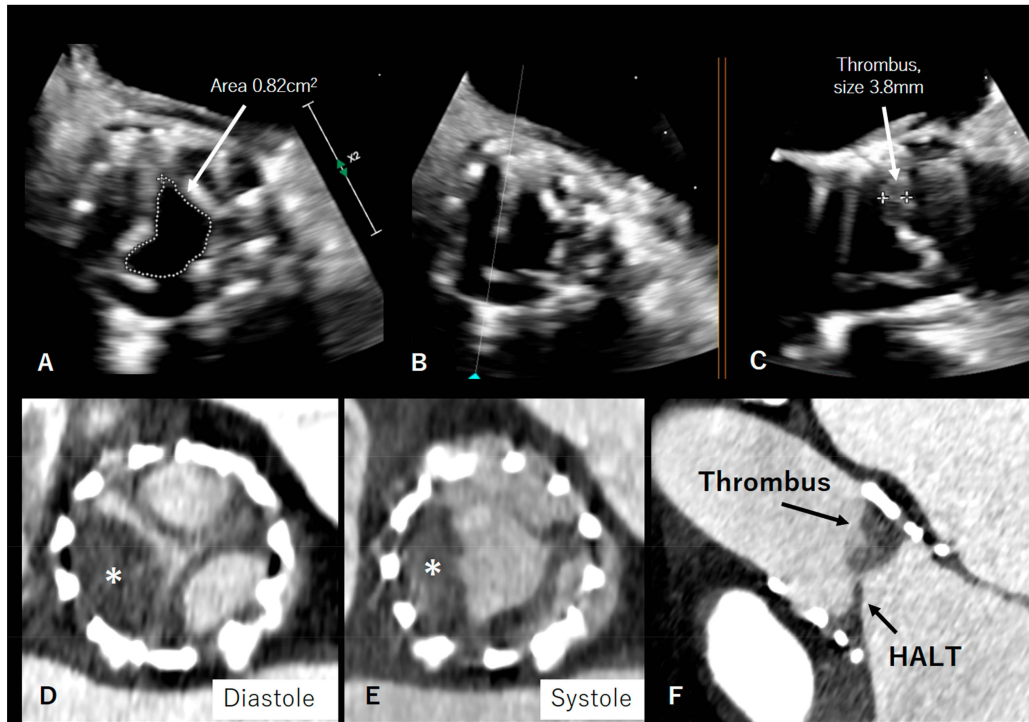 Area 0.82cm²
X2
Thrombus,
size 3.8mm
A
B
C
Thrombus
*
*
HALT
D
Diastole
E
Systole
F